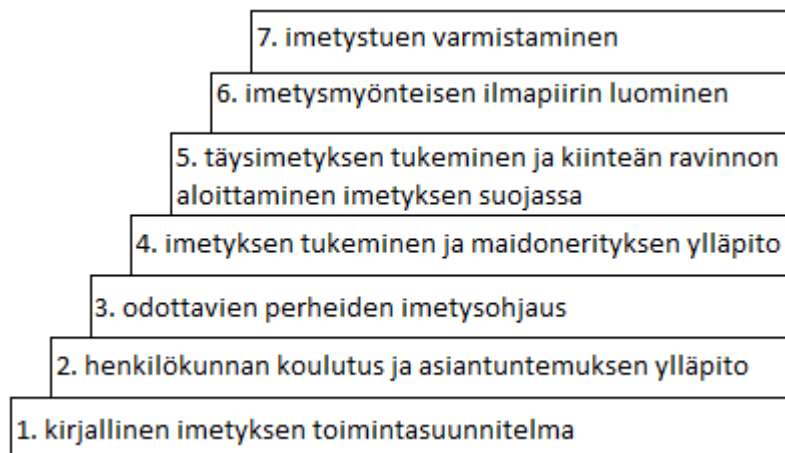 7. imetystuen varmistaminen
6. imetysmyönteisen ilmapiirin luominen
5. täysimetyksen tukeminen ja kiinteän ravinnon
aloittaminen imetyksen suojassa
4. imetyksen tukeminen ja maidonerityksen ylläpito
3. odottavien perheiden imetysohjaus
2. henkilökunnan koulutus ja asiantuntemuksen ylläpito
1. kirjallinen imetyksen toimintasuunnitelma